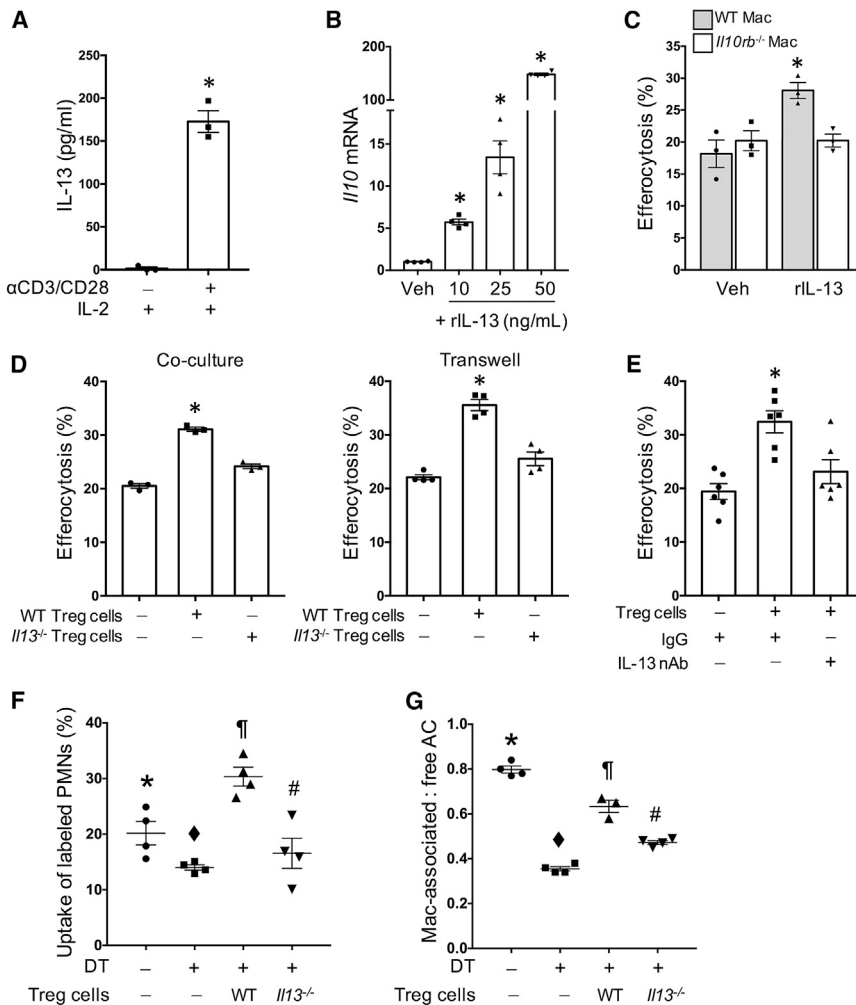 A
IL-13 (pg/ml)
250
200
150
100
50
0
*
αCD3/CD28 – +
IL-2 + +
B
Il10 mRNA
200
100
15
10
5
0
* * *
Veh 10 25 50
+ rIL-13 (ng/mL)
C
WT Mac
Il10rb-/- Mac
Efferocytosis (%)
35
30
25
20
15
10
5
0
*
Veh rIL-13
D
Co-culture
Efferocytosis (%)
40
30
20
10
0
*
WT Treg cells – + –
Il13-/- Treg cells – – +
Transwell
Efferocytosis (%)
40
30
20
10
0
*
WT Treg cells – + –
Il13-/- Treg cells – – +
E
Efferocytosis (%)
40
30
20
10
0
*
Treg cells – + +
IgG + + –
IL-13 nAb – – +
F
Uptake of labeled PMNs (%)
40
30
20
10
0
* ♦ ¶ #
DT – + + +
Treg cells – – WT Il13-/-
G
Mac-associated : free AC
1.0
0.8
0.6
0.4
0.2
0.0
* ♦ ¶ #
DT – + + +
Treg cells – – WT Il13-/-